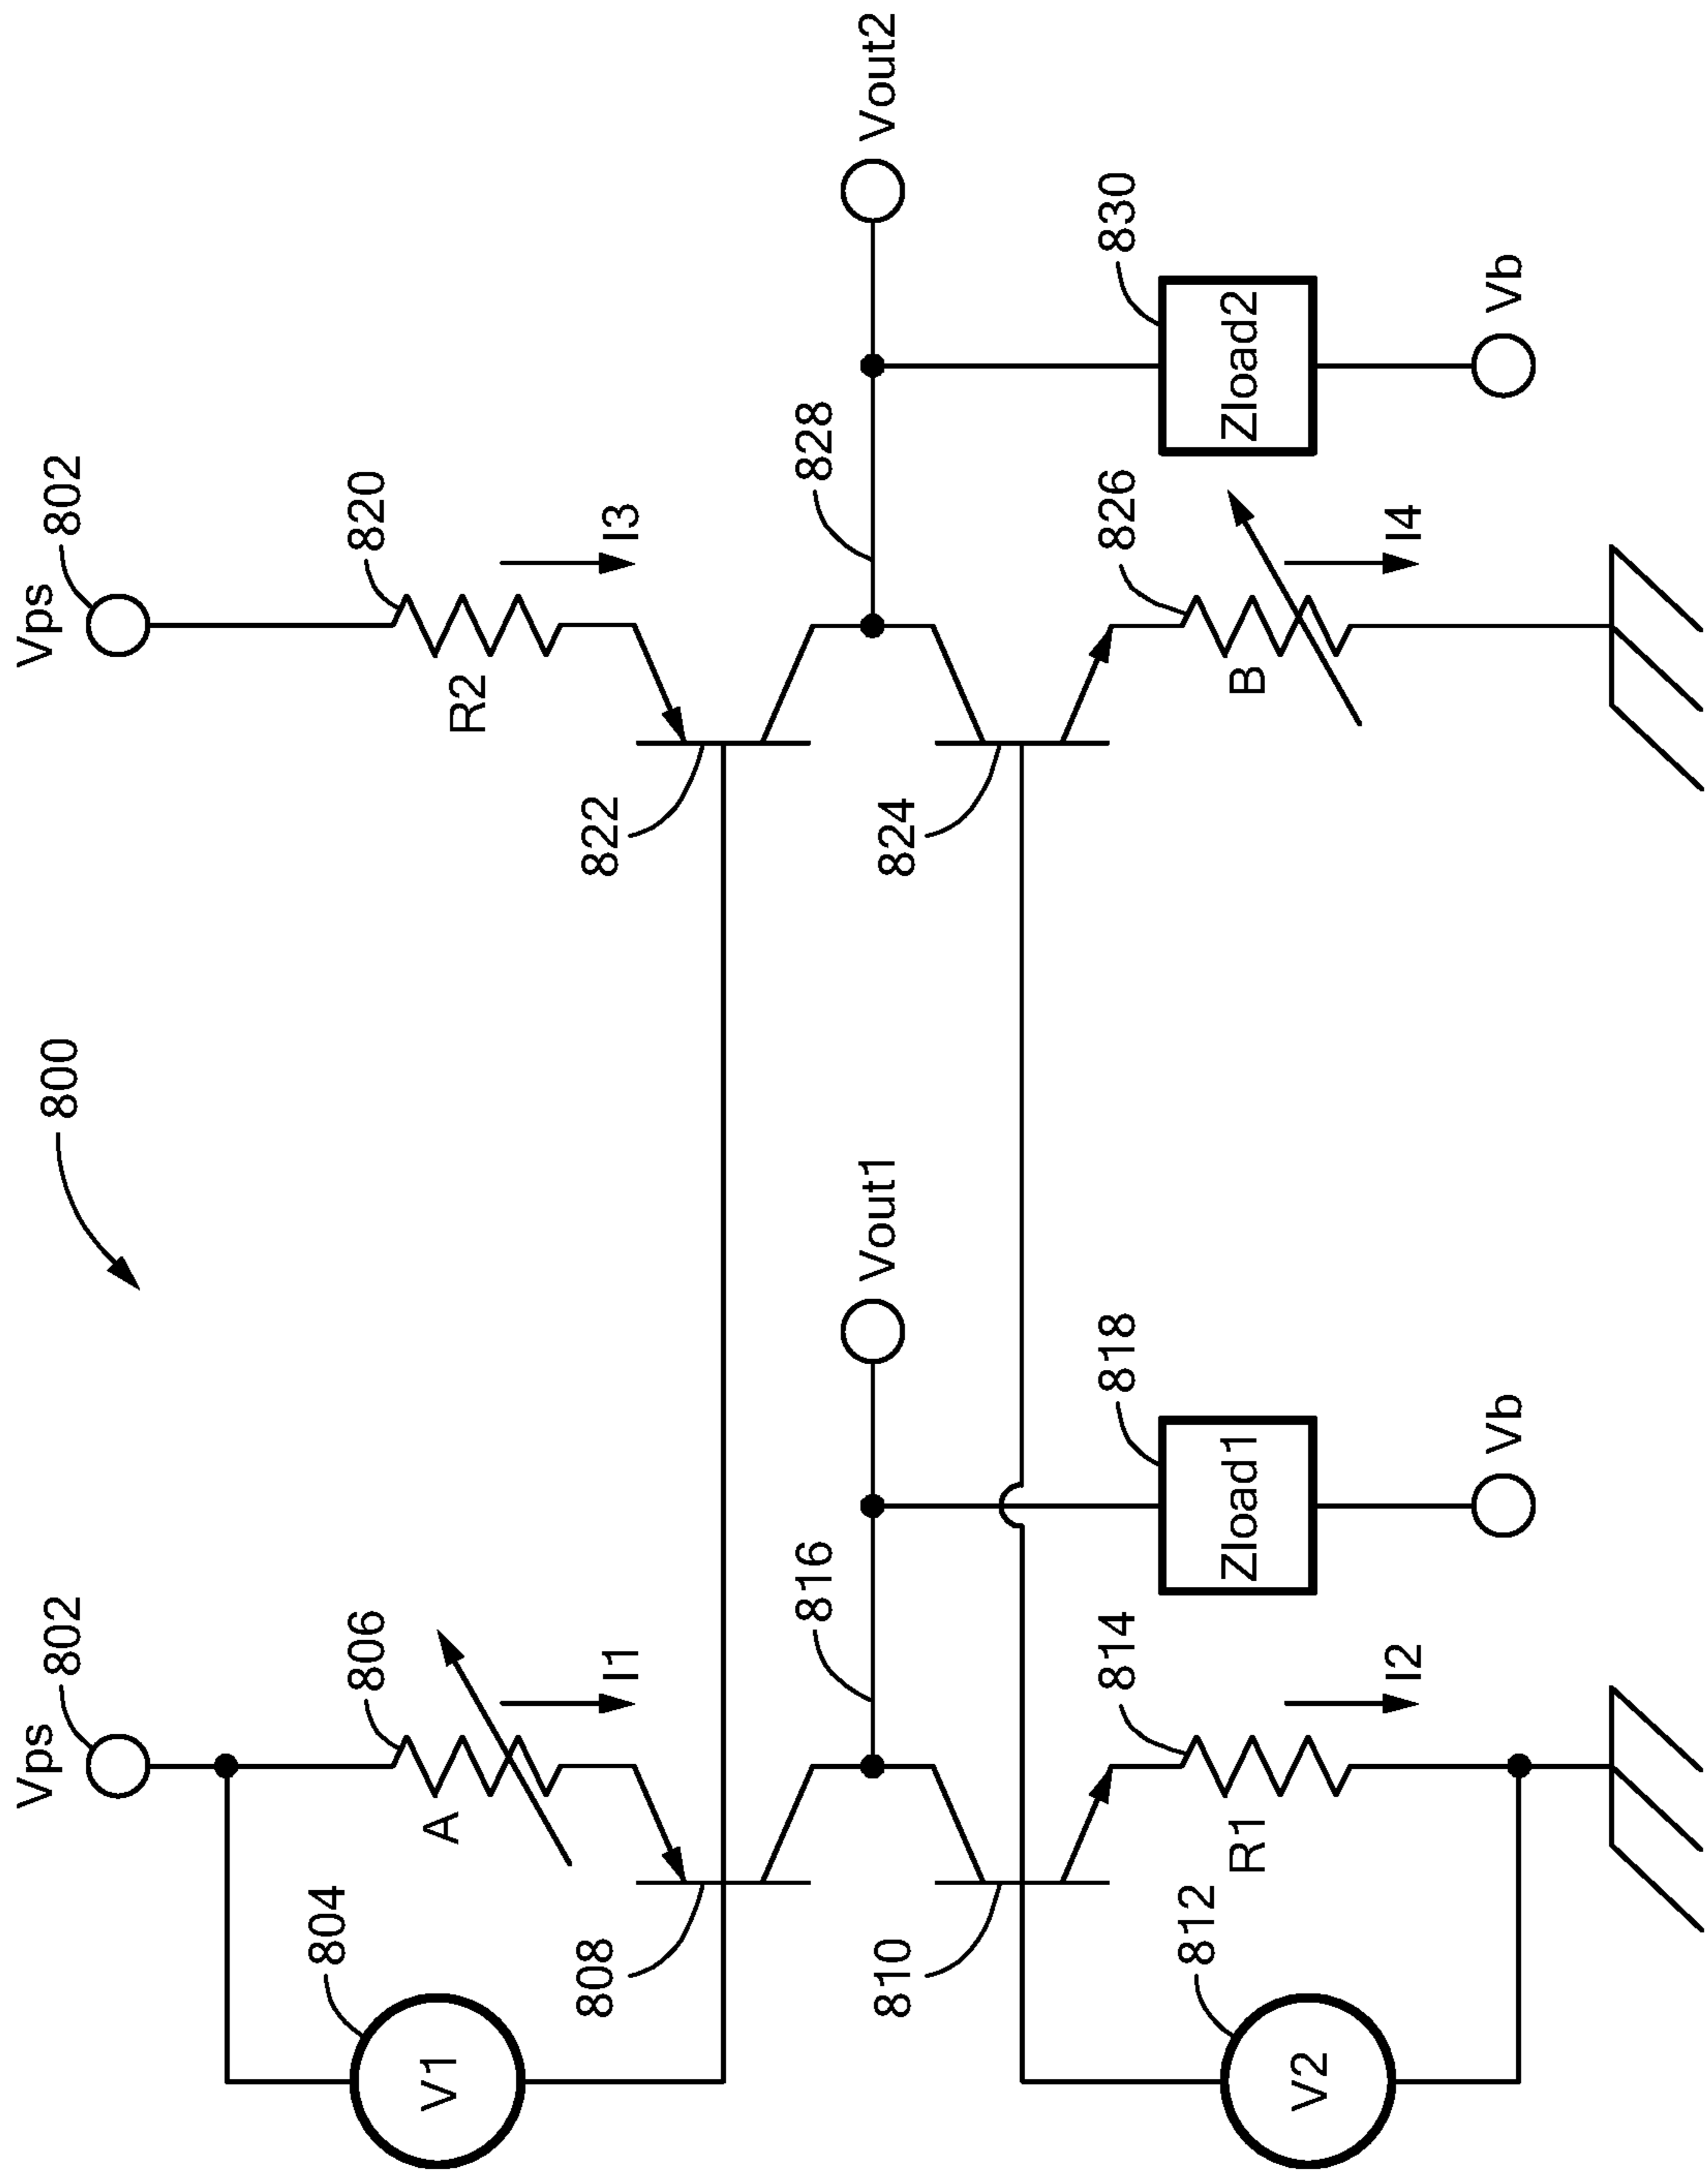 800
Vps
802
Vps
802
804
V1
A
806
I1
R2
820
I3
808
822
816
Vout1
828
Vout2
810
824
812
V2
R1
814
I2
818
Zload1
Vb
B
826
I4
830
Zload2
Vb